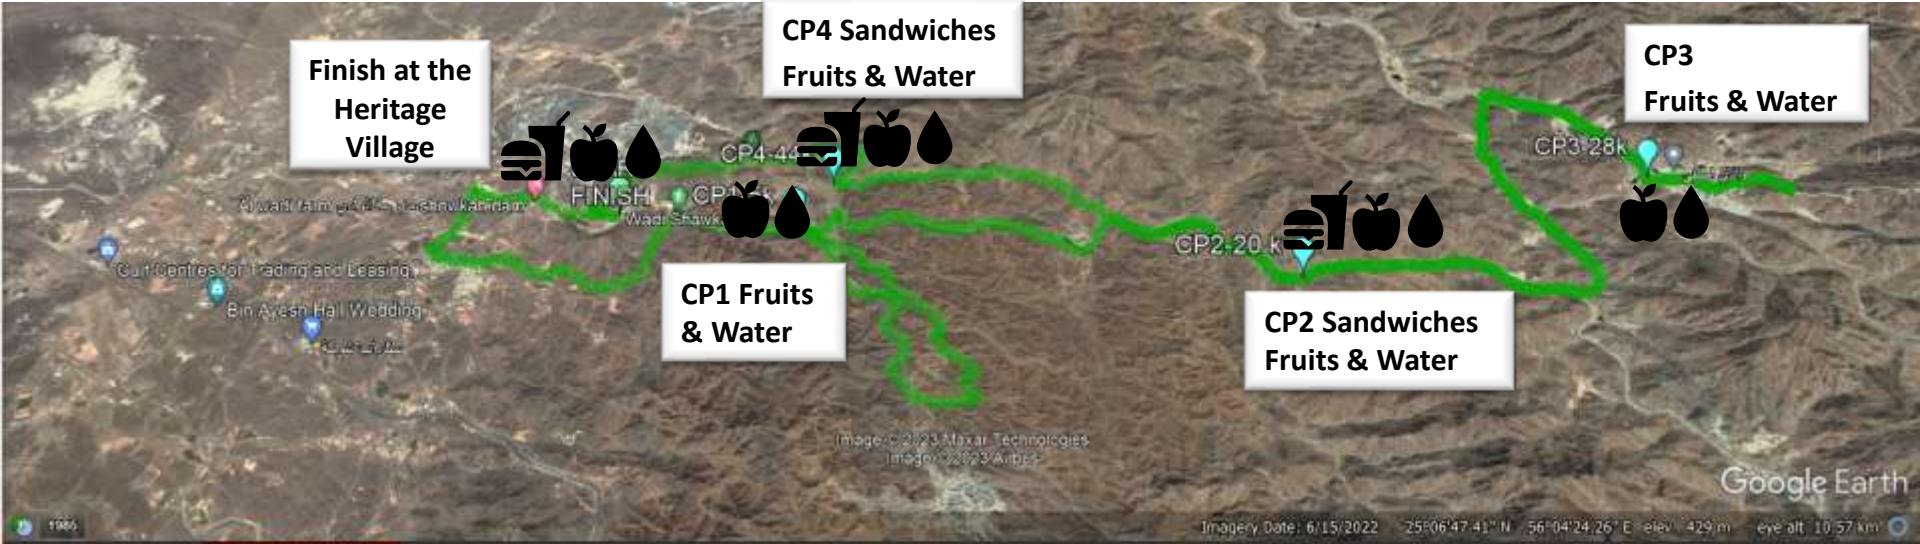 CP4 Sandwiches
Fruits & Water
Finish at the
Heritage
Village
CP3
Fruits & Water
CP3-28k
CP4-44
FINISH
CP1
Wadi Shawk
CP2-20 k
Gulf Centres for Trading and Leasing
Bin Ayesh Hall Wedding
CP1 Fruits
& Water
CP2 Sandwiches
Fruits & Water
Image © 2023 Maxar Technologies
Image © 2023 Airbus
Google Earth
1985
Imagery Date: 6/15/2022 25°06'47.41" N 56°04'24.26" E elev 429 m eye alt 10.57 km